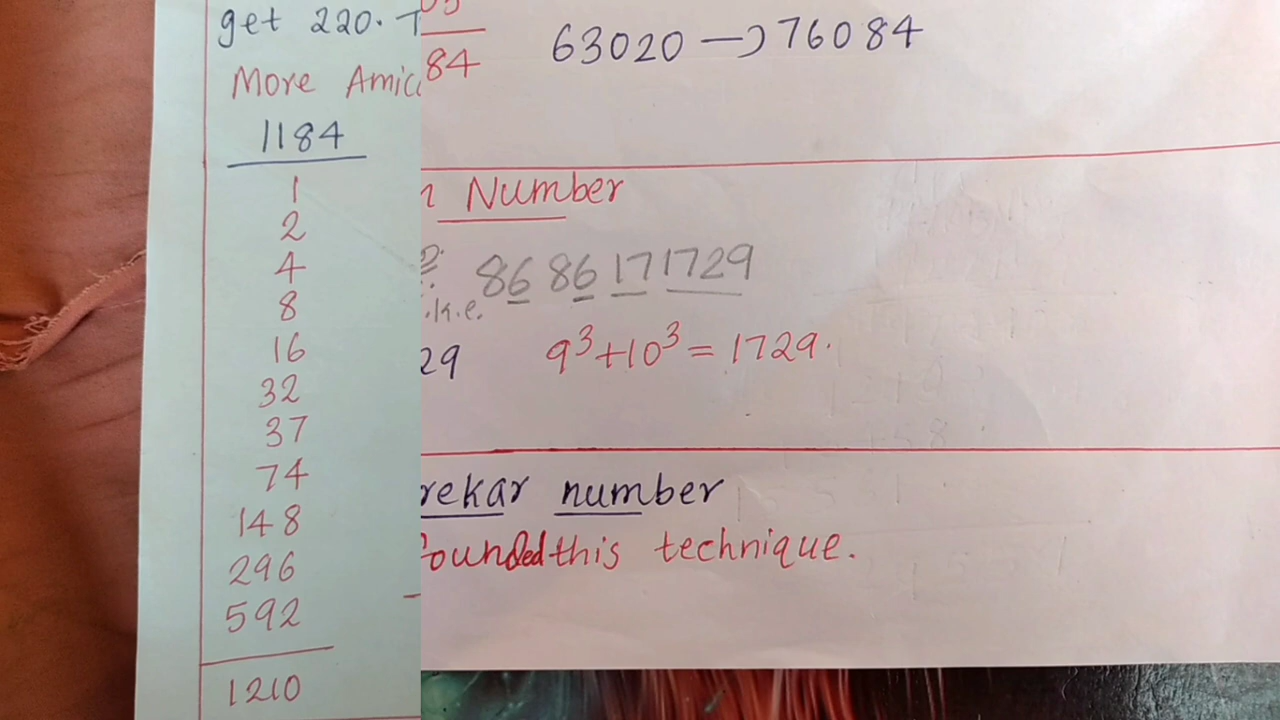 get 220.
More Amic
1184
1
2
4
8
16
32
37
74
148
296
592
1210
84
63020 → 76084
Number
86 86 17 1729
.k.e.
29 9³+10³ = 1729.
rekar number
founded this technique.